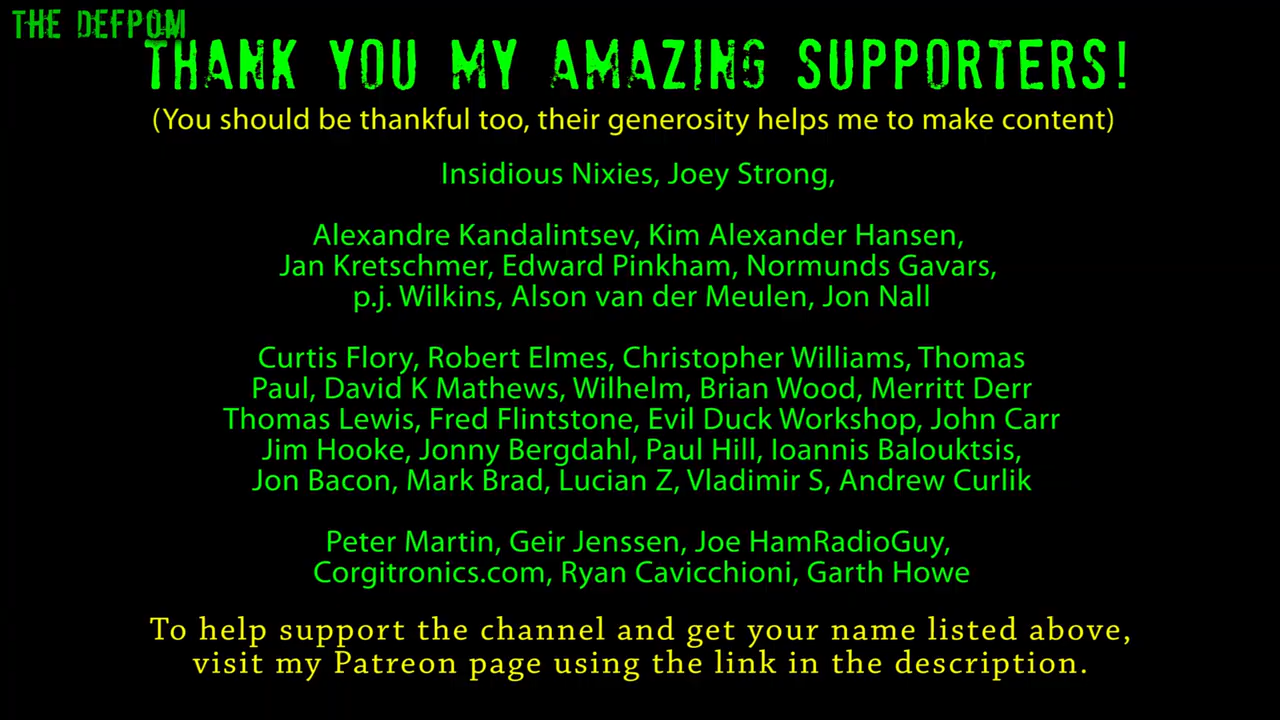 THE DEFPOM
THANK YOU MY AMAZING SUPPORTERS!
(You should be thankful too, their generosity helps me to make content)
Insidious Nixies, Joey Strong,
Alexandre Kandalintsev, Kim Alexander Hansen,
Jan Kretschmer, Edward Pinkham, Normunds Gavars,
p.j. Wilkins, Alson van der Meulen, Jon Nall
Curtis Flory, Robert Elmes, Christopher Williams, Thomas
Paul, David K Mathews, Wilhelm, Brian Wood, Merritt Derr
Thomas Lewis, Fred Flintstone, Evil Duck Workshop, John Carr
Jim Hooke, Jonny Bergdahl, Paul Hill, Ioannis Balouktsis,
Jon Bacon, Mark Brad, Lucian Z, Vladimir S, Andrew Curlik
Peter Martin, Geir Jenssen, Joe HamRadioGuy,
Corgitronics.com, Ryan Cavicchioni, Garth Howe
To help support the channel and get your name listed above,
visit my Patreon page using the link in the description.